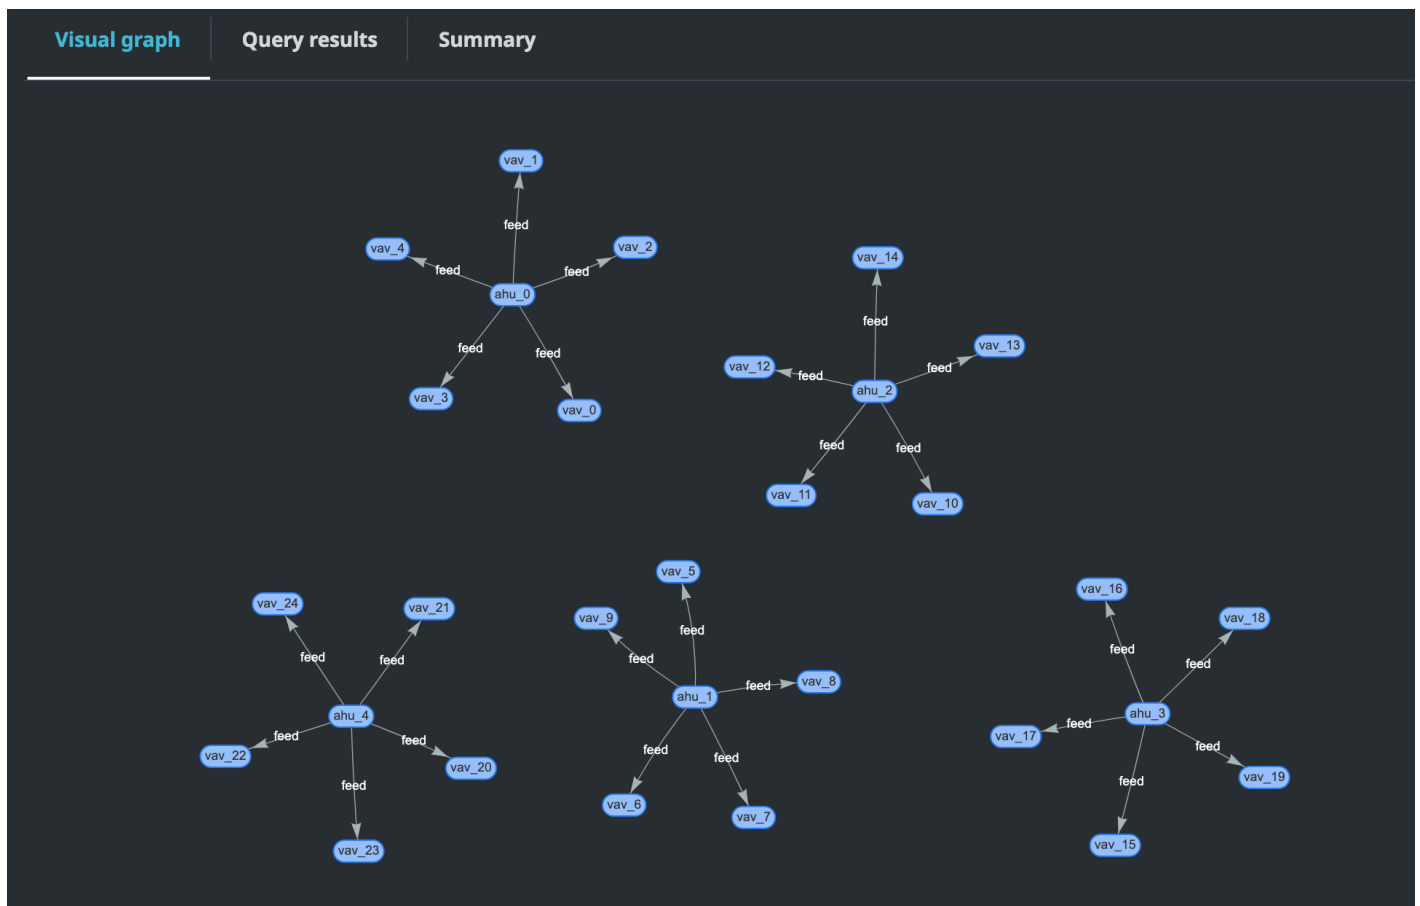 Visual graph
Query results
Summary
vav_1
feed
vav_4
vav_2
feed
feed
ahu_0
feed
feed
vav_3
vav_0
vav_14
feed
vav_13
vav_12
feed
feed
ahu_2
feed
feed
vav_11
vav_10
vav_24
vav_21
feed
feed
ahu_4
feed
feed
vav_22
vav_20
feed
vav_23
vav_5
vav_9
feed
feed
vav_8
feed
ahu_1
feed
feed
vav_6
vav_7
vav_16
vav_18
feed
feed
ahu_3
feed
vav_17
feed
vav_19
feed
vav_15